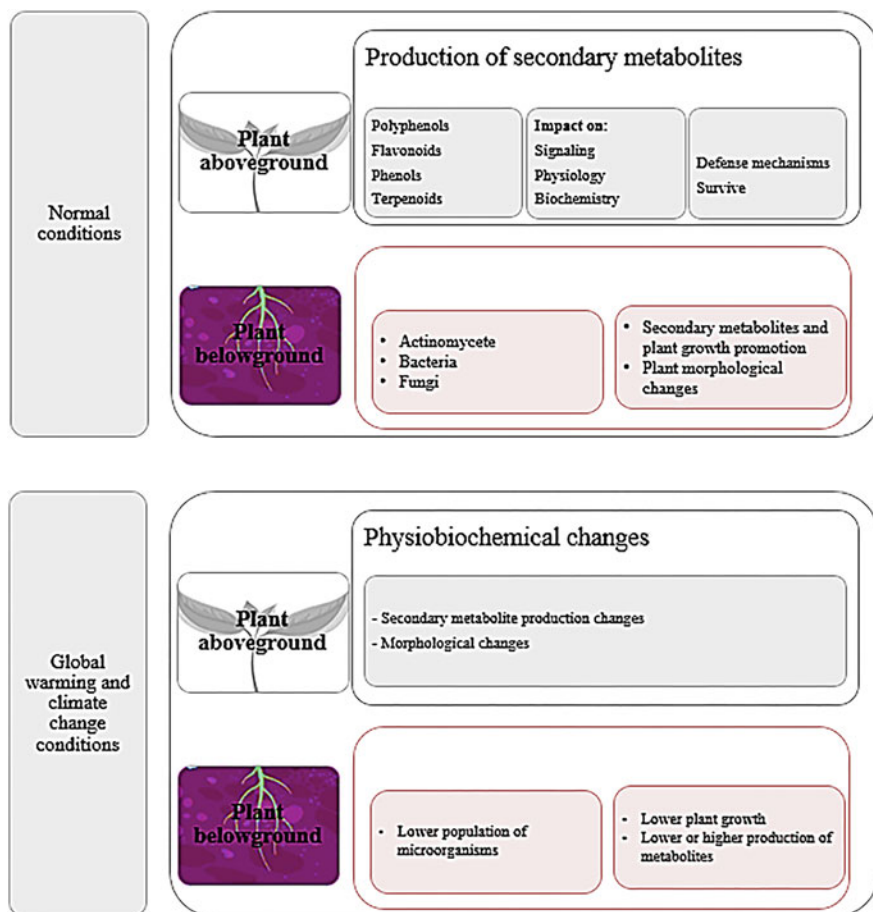 Normal
conditions
Plant
aboveground
Production of secondary metabolites
Polyphenols
Flavonoids
Phenols
Terpenoids
Impact on:
Signaling
Physiology
Biochemistry
Defense mechanisms
Survive
Plant
belowground
• Actinomycete
• Bacteria
• Fungi
• Secondary metabolites and
plant growth promotion
• Plant morphological
changes
Global
warming and
climate
change
conditions
Plant
aboveground
Physiobiochemical changes
- Secondary metabolite production changes
- Morphological changes
Plant
belowground
• Lower population of
microorganisms
• Lower plant growth
• Lower or higher production of
metabolites